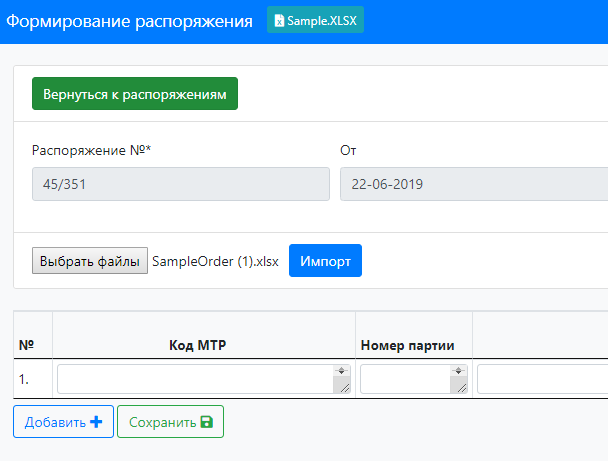 Формирование распоряжения Sample.XLSX
Вернуться к распоряжениям
Распоряжение №* От
45/351 22-06-2019
Выбрать файлы SampleOrder (1).xlsx Импорт
№ Код МТР Номер партии
1.
Добавить Сохранить